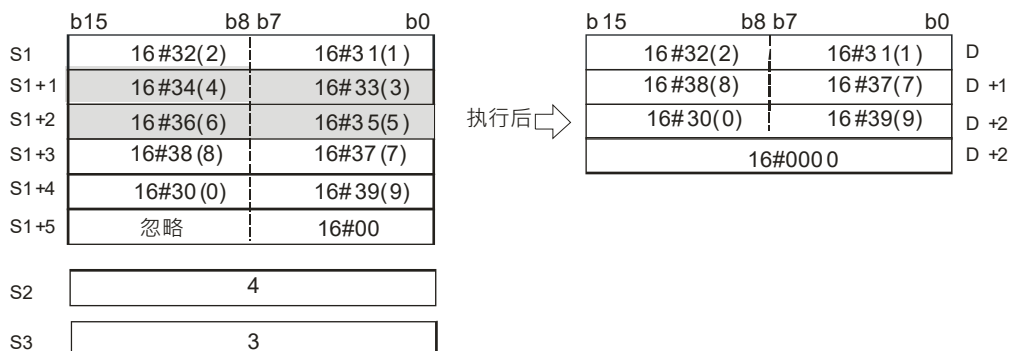 b15 b8 b7 b0 b15 b8 b7 b0
S1 16#32(2) 16#31(1) 16#32(2) 16#31(1) D
S1+1 16#34(4) 16#33(3) 16#38(8) 16#37(7) D +1
S1+2 16#36(6) 16#35(5) 执行后 16#30(0) 16#39(9) D +2
S1+3 16#38(8) 16#37(7) 16#0000 D +2
S1+4 16#30(0) 16#39(9)
S1+5 忽略 16#00
S2 4
S3 3